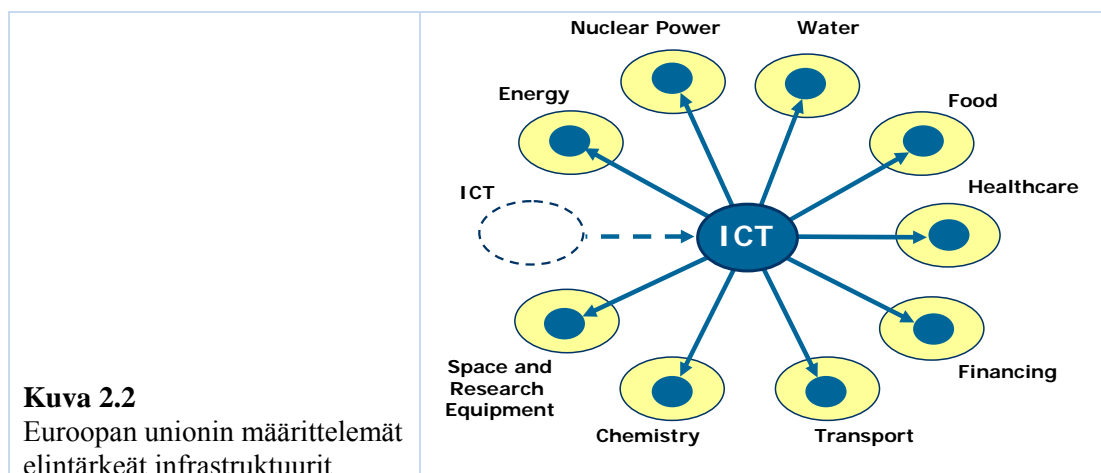 Nuclear Power
Water
Energy
Food
ICT
Healthcare
ICT
Space and
Research
Equipment
Financing
Chemistry
Transport
Kuva 2.2
Euroopan unionin määrittelemät
elintärkeät infrastruktuurit